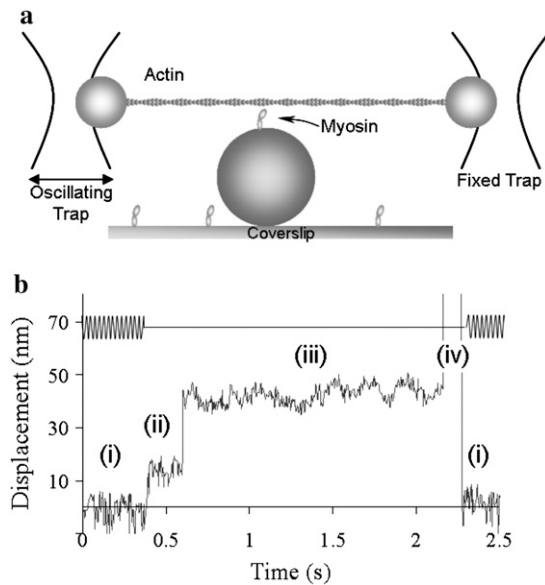 a
Actin
Myosin
Oscillating
Trap
Fixed Trap
Coverslip
b
Displacement (nm)
70
50
30
10
(i)
(ii)
(iii)
(iv)
(i)
0
0.5
1
1.5
2
2.5
Time (s)